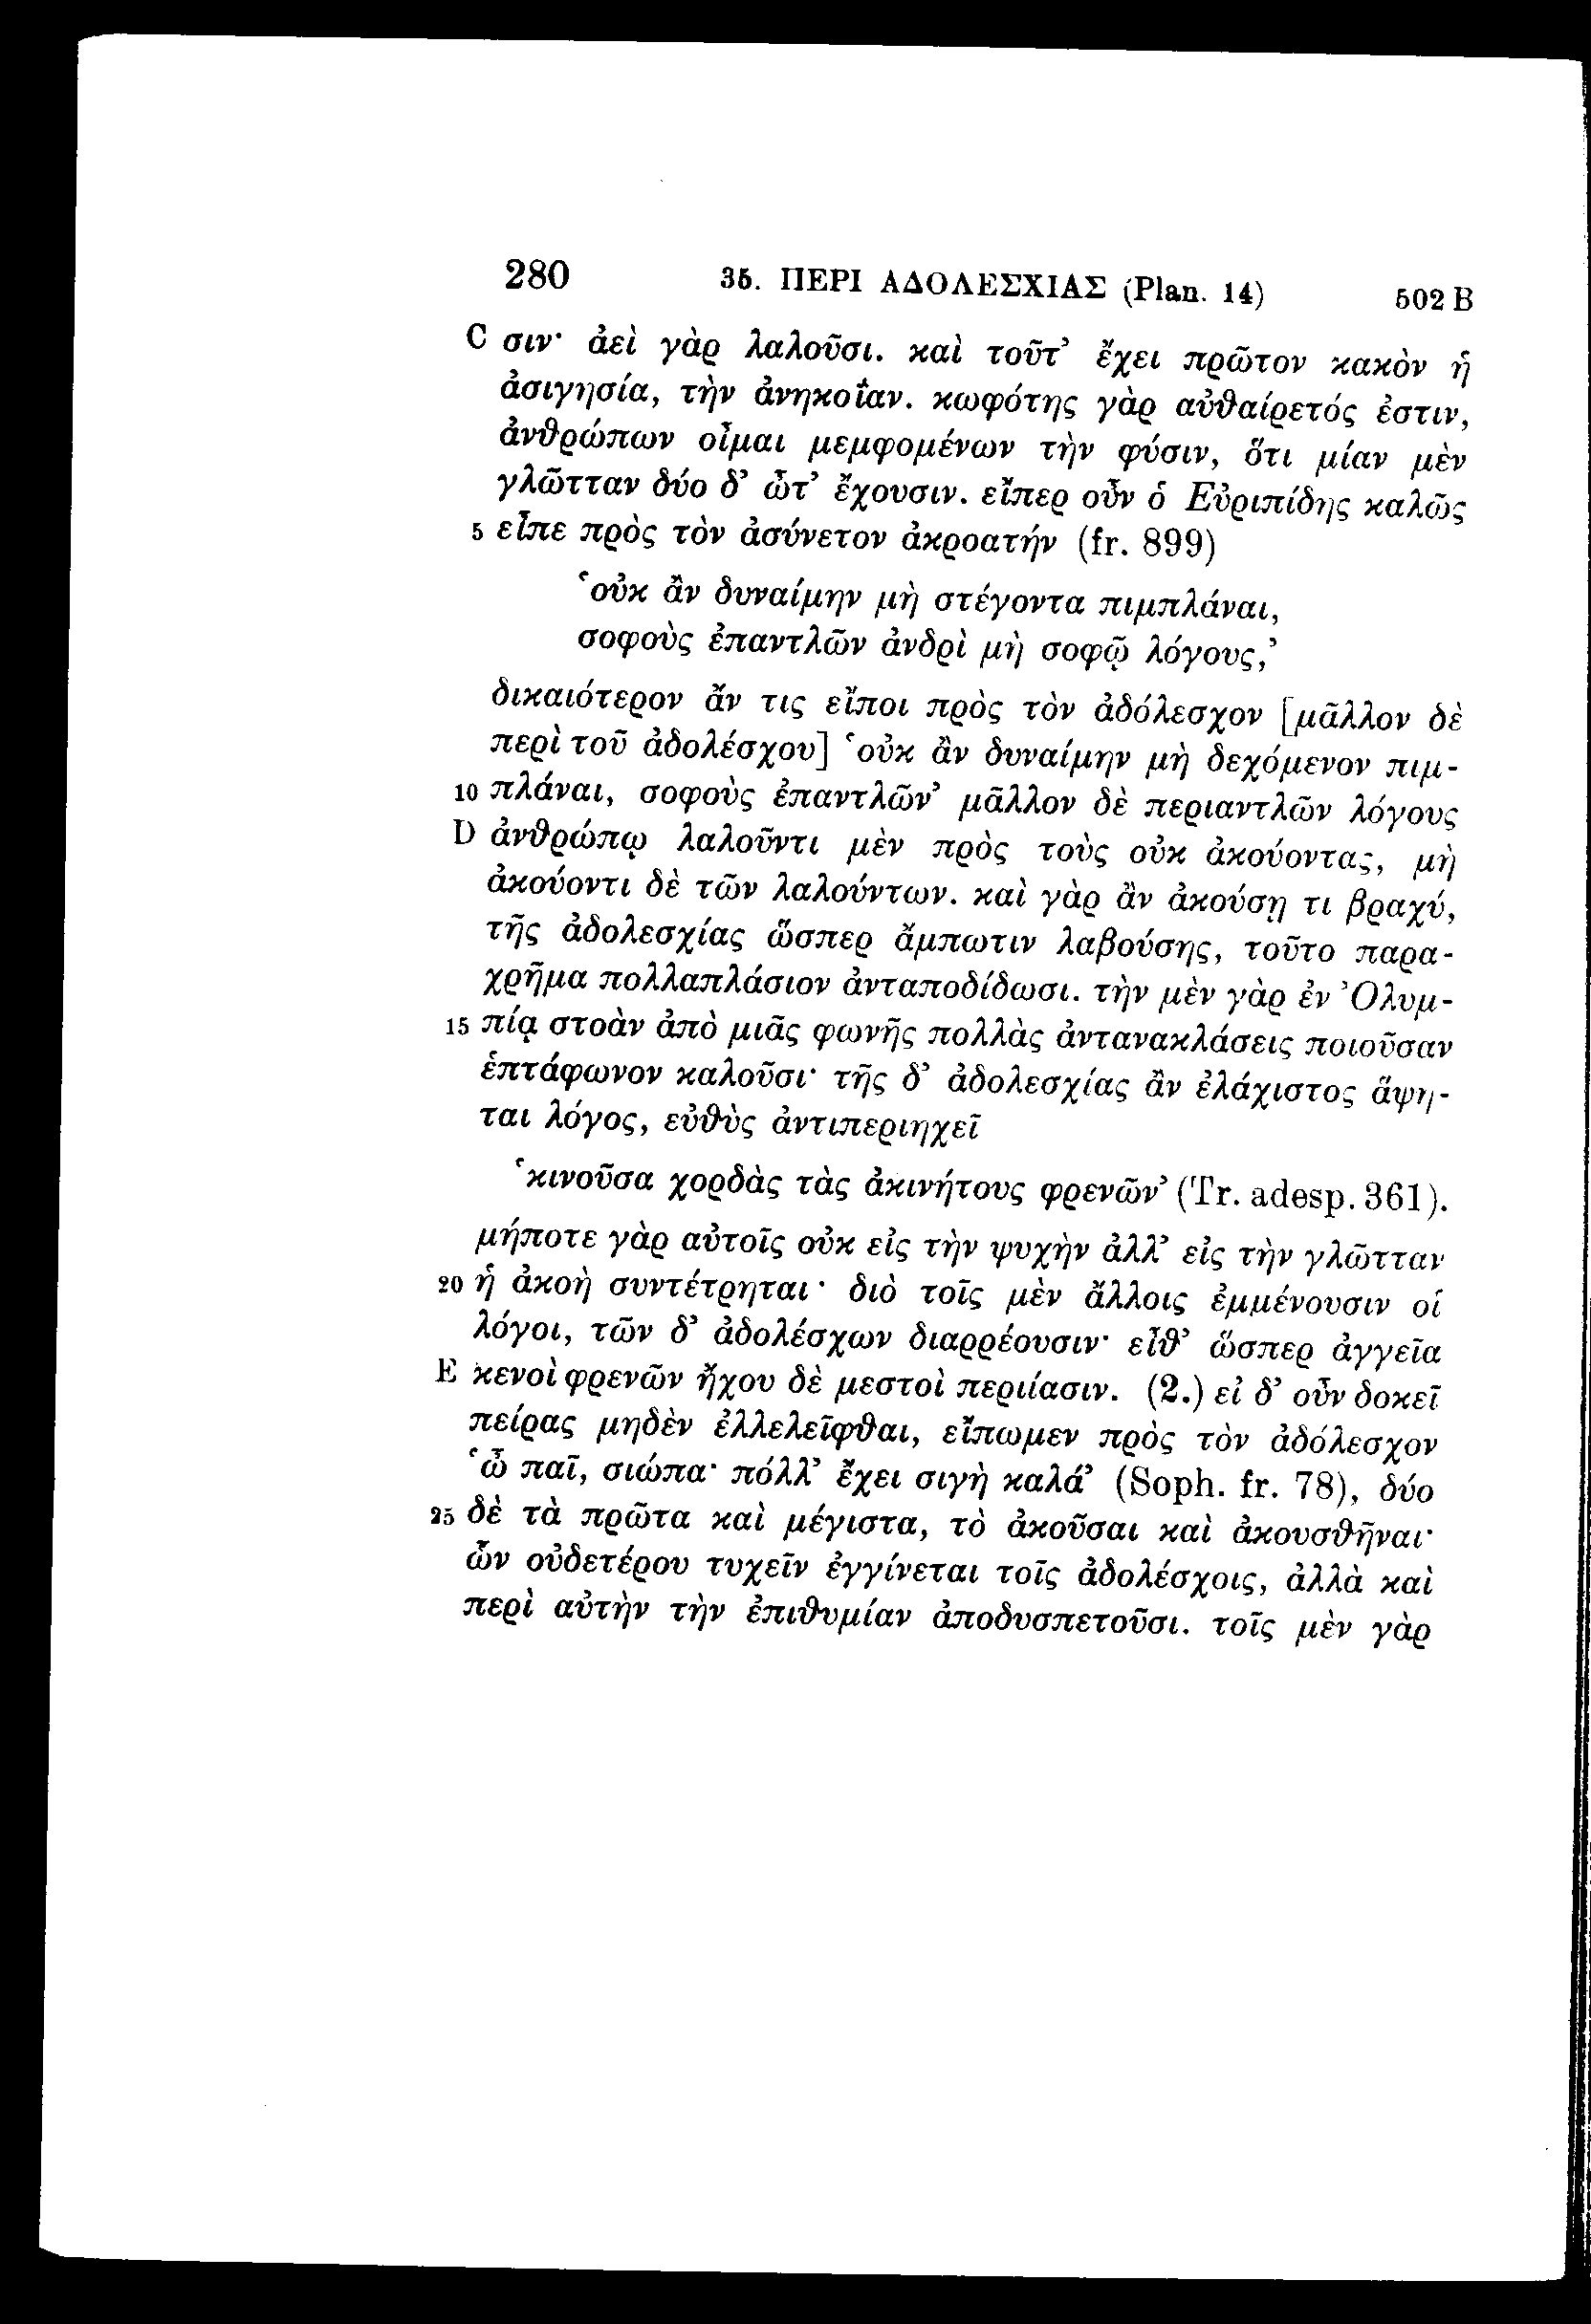 280 35. ΠΕΡΙ ΑΔΟΛΕΣΧΙΑΣ (Plan. 14) 502 B
C σιν· ἀεὶ γὰρ λαλοῦσι. καὶ τοῦτ’ ἔχει πρῶτον κακὸν ἡ
ἀσιγησία, τὴν ἀνηκοΐαν. κωφότης γὰρ αὐθαίρετός ἐστιν,
ἀνθρώπων οἶμαι μεμφομένων τὴν φύσιν, ὅτι μίαν μὲν
γλῶτταν δύο δ’ ὦτ’ ἔχουσιν. εἴπερ οὖν ὁ Εὐριπίδης καλῶς
5 εἶπε πρὸς τὸν ἀσύνετον ἀκροατήν (fr. 899)
‘οὐκ ἂν δυναίμην μὴ στέγοντα πιμπλάναι,
σοφοὺς ἐπαντλῶν ἀνδρὶ μὴ σοφῷ λόγους,’
δικαιότερον ἄν τις εἴποι πρὸς τὸν ἀδόλεσχον [μᾶλλον δὲ
περὶ τοῦ ἀδολέσχου] ‘οὐκ ἂν δυναίμην μὴ δεχόμενον πιμ-
10 πλάναι, σοφοὺς ἐπαντλῶν’ μᾶλλον δὲ περιαντλῶν λόγους
D ἀνθρώπῳ λαλοῦντι μὲν πρὸς τοὺς οὐκ ἀκούοντας, μὴ
ἀκούοντι δὲ τῶν λαλούντων. καὶ γὰρ ἂν ἀκούσῃ τι βραχύ,
τῆς ἀδολεσχίας ὥσπερ ἄμπωτιν λαβούσης, τοῦτο παρα-
χρῆμα πολλαπλάσιον ἀνταποδίδωσι. τὴν μὲν γὰρ ἐν Ὀλυμ-
15 πίᾳ στοὰν ἀπὸ μιᾶς φωνῆς πολλὰς ἀντανακλάσεις ποιοῦσαν
ἑπτάφωνον καλοῦσι· τῆς δ’ ἀδολεσχίας ἂν ἐλάχιστος ἅψη-
ται λόγος, εὐθὺς ἀντιπεριηχεῖ
‘κινοῦσα χορδὰς τὰς ἀκινήτους φρενῶν’ (Tr. adesp. 361).
μήποτε γὰρ αὐτοῖς οὐκ εἰς τὴν ψυχὴν ἀλλ’ εἰς τὴν γλῶτταν
20 ἡ ἀκοὴ συντέτρηται· διὸ τοῖς μὲν ἄλλοις ἐμμένουσιν οἱ
λόγοι, τῶν δ’ ἀδολέσχων διαρρέουσιν· εἶθ’ ὥσπερ ἀγγεῖα
E κενοὶ φρενῶν ἤχου δὲ μεστοὶ περιίασιν. (2.) εἰ δ’ οὖν δοκεῖ
πείρας μηδὲν ἐλλελεῖφθαι, εἴπωμεν πρὸς τὸν ἀδόλεσχον
‘ὦ παῖ, σιώπα· πόλλ’ ἔχει σιγὴ καλά’ (Soph. fr. 78), δύο
25 δὲ τὰ πρῶτα καὶ μέγιστα, τὸ ἀκοῦσαι καὶ ἀκουσθῆναι·
ὧν οὐδετέρου τυχεῖν ἐγγίνεται τοῖς ἀδολέσχοις, ἀλλὰ καὶ
περὶ αὐτὴν τὴν ἐπιθυμίαν ἀποδυσπετοῦσι. τοῖς μὲν γὰρ